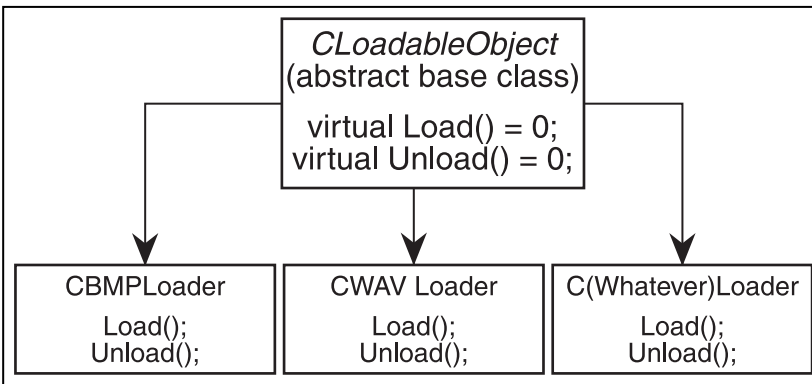 CLoadableObject
(abstract base class)
virtual Load() = 0;
virtual Unload() = 0;
CBMPLoader
Load();
Unload();
CWAV Loader
Load();
Unload();
C(Whatever)Loader
Load();
Unload();